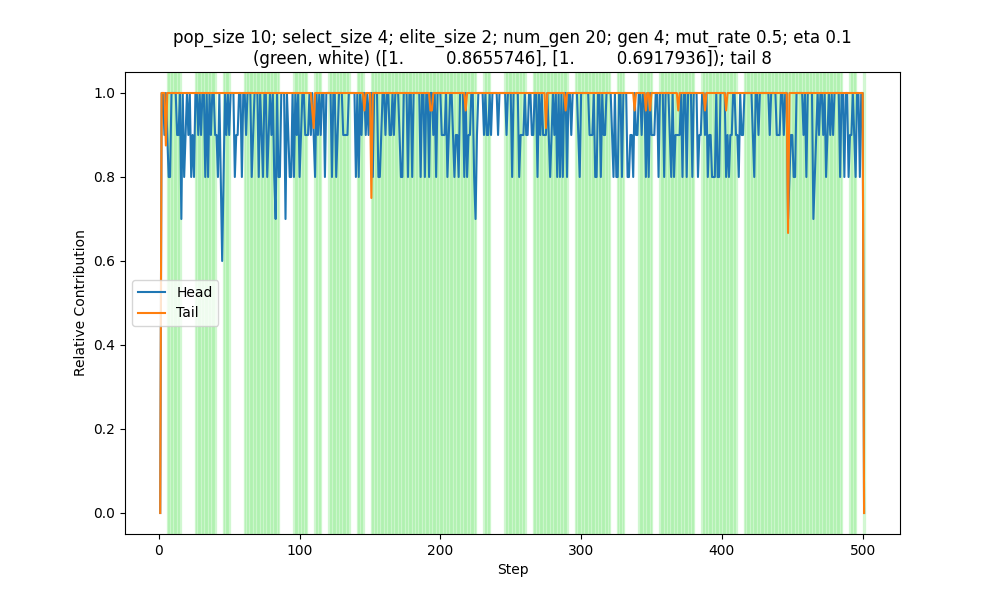 pop_size 10; select_size 4; elite_size 2; num_gen 20; gen 4; mut_rate 0.5; eta 0.1
(green, white) ([1. 0.8655746], [1. 0.6917936]); tail 8
1.0
0.8
0.6
0.4
0.2
0.0
Relative Contribution
Head
Tail
0 100 200 300 400 500
Step